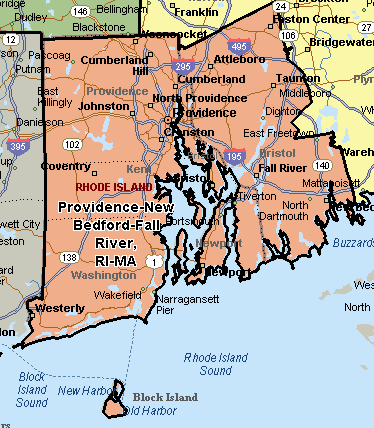 146
Bellingham
Dudley
Franklin
24
Easton Center
Woonsocket
106
12
Pascoag
495
Bridgewater
Putnam
Cumberland
Hill
Attleboro
295
102
Cumberland
Taunton
East
Killingly
Providence
North Providence
Middleboro
Johnston
Providence
Dighton
Danielson
Cranston
395
East Freetown
195
Bristol
140
Coventry
Kent
Fall River
RHODE ISLAND
Mattapoisett
Tiverton
Providence-New
Bedford-Fall
River,
RI-MA
North
Dartmouth
Portsmouth
Newport
138
1
Buzzards
Washington
Newport
Wakefield
West
Narragansett
Pier
North
Westerly
Rhode Island
Sound
Block
Island
Sound
New Harbor
Block Island
Old Harbor